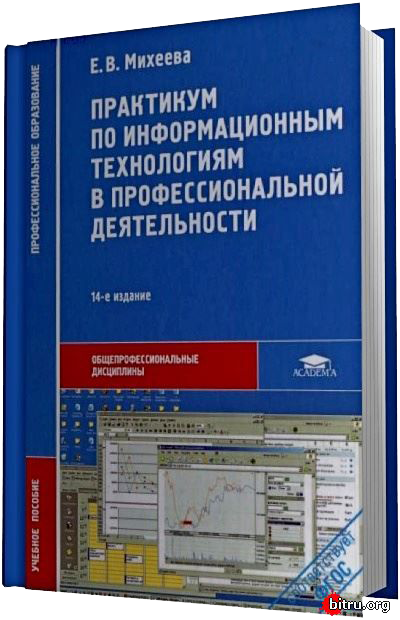 Е. В. Михеева
ПРАКТИКУМ
ПО ИНФОРМАЦИОННЫМ
ТЕХНОЛОГИЯМ
В ПРОФЕССИОНАЛЬНОЙ
ДЕЯТЕЛЬНОСТИ
14-е издание
ОБЩЕПРОФЕССИОНАЛЬНЫЕ
ДИСЦИПЛИНЫ
ACADEMA
ПРОФЕССИОНАЛЬНОЕ ОБРАЗОВАНИЕ
УЧЕБНОЕ ПОСОБИЕ
соответствует
ФГОС
bitru.org